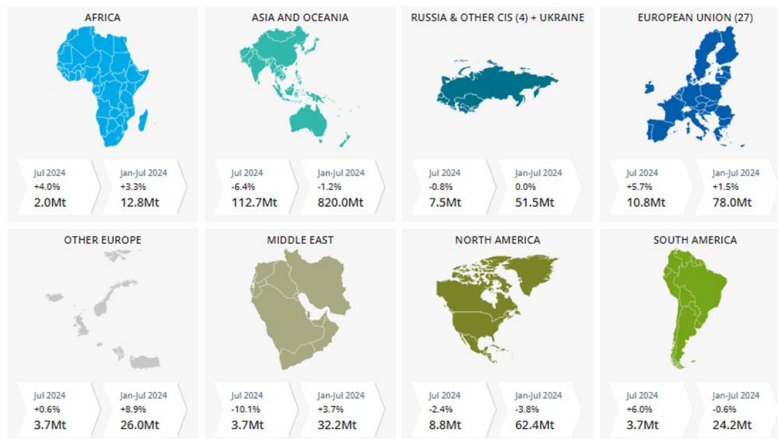 AFRICA
Jul 2024
+4.0%
2.0Mt
Jan-Jul 2024
+3.3%
12.8Mt
ASIA AND OCEANIA
Jul 2024
-6.4%
112.7Mt
Jan-Jul 2024
-1.2%
820.0Mt
RUSSIA & OTHER CIS (4) + UKRAINE
Jul 2024
-0.8%
7.5Mt
Jan-Jul 2024
0.0%
51.5Mt
EUROPEAN UNION (27)
Jul 2024
+5.7%
10.8Mt
Jan-Jul 2024
+1.5%
78.0Mt
OTHER EUROPE
Jul 2024
+0.6%
3.7Mt
Jan-Jul 2024
+8.9%
26.0Mt
MIDDLE EAST
Jul 2024
-10.1%
3.7Mt
Jan-Jul 2024
+3.7%
32.2Mt
NORTH AMERICA
Jul 2024
-2.4%
8.8Mt
Jan-Jul 2024
-3.8%
62.4Mt
SOUTH AMERICA
Jul 2024
+6.0%
3.7Mt
Jan-Jul 2024
-0.6%
24.2Mt